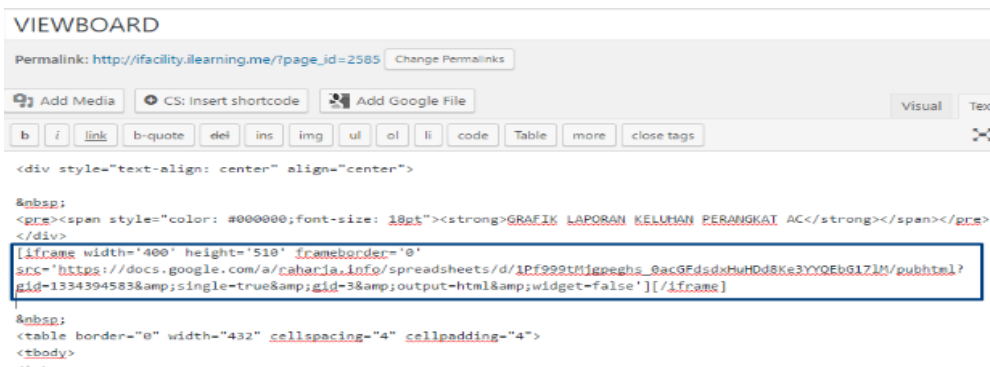 VIEWBOARD
Permalink: http://ifacility.ilearning.me/?page_id=2585 Change Permalinks
Add Media CS: Insert shortcode Add Google File Visual Tex
b i link b-quote del ins img ul ol li code Table more close tags
<div style="text-align: center" align="center">
&nbsp;
<pre><span style="color: #000000;font-size: 18pt"><strong>GRAFIK LAPORAN KELUHAN PERANGKAT AC</strong></span></pre>
</div>
[iframe width='400' height='510' frameborder='0'
src='https://docs.google.com/a/raharja.info/spreadsheets/d/1Pf999tMjgpeghs_0acGFdsdxHuHDd8Ke3YYQEbG17lM/pubhtml?
gid=1334394583&amp;single=true&amp;gid=3&amp;output=html&amp;widget=false'][/iframe]
&nbsp;
<table border="0" width="432" cellspacing="4" cellpadding="4">
<tbody>